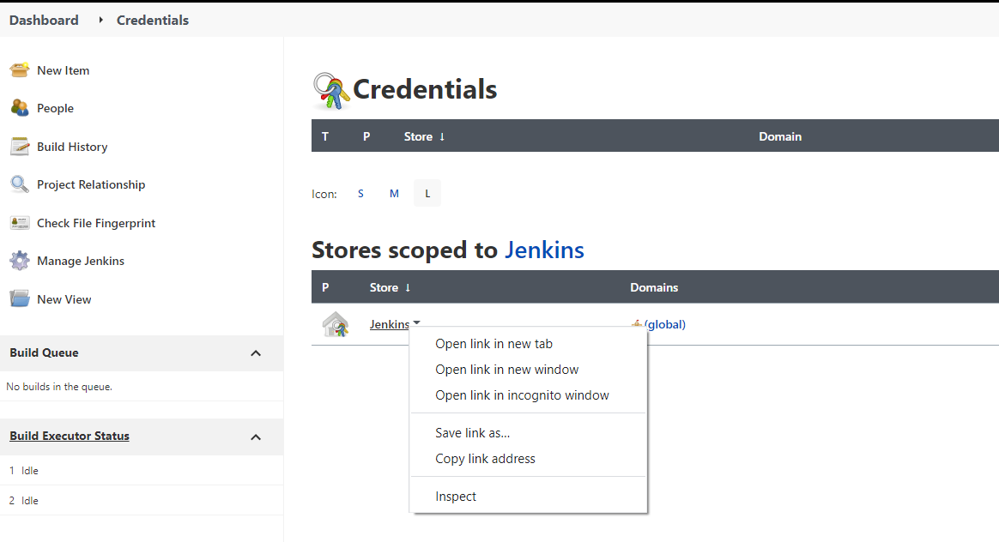 Dashboard Credentials
New Item
People
Build History
Project Relationship
Check File Fingerprint
Manage Jenkins
New View
Build Queue
No builds in the queue.
Build Executor Status
1 Idle
2 Idle
Credentials
T P Store ↓ Domain
Icon: S M L
Stores scoped to Jenkins
P Store ↓ Domains
Jenkins (global)
Open link in new tab
Open link in new window
Open link in incognito window
Save link as...
Copy link address
Inspect